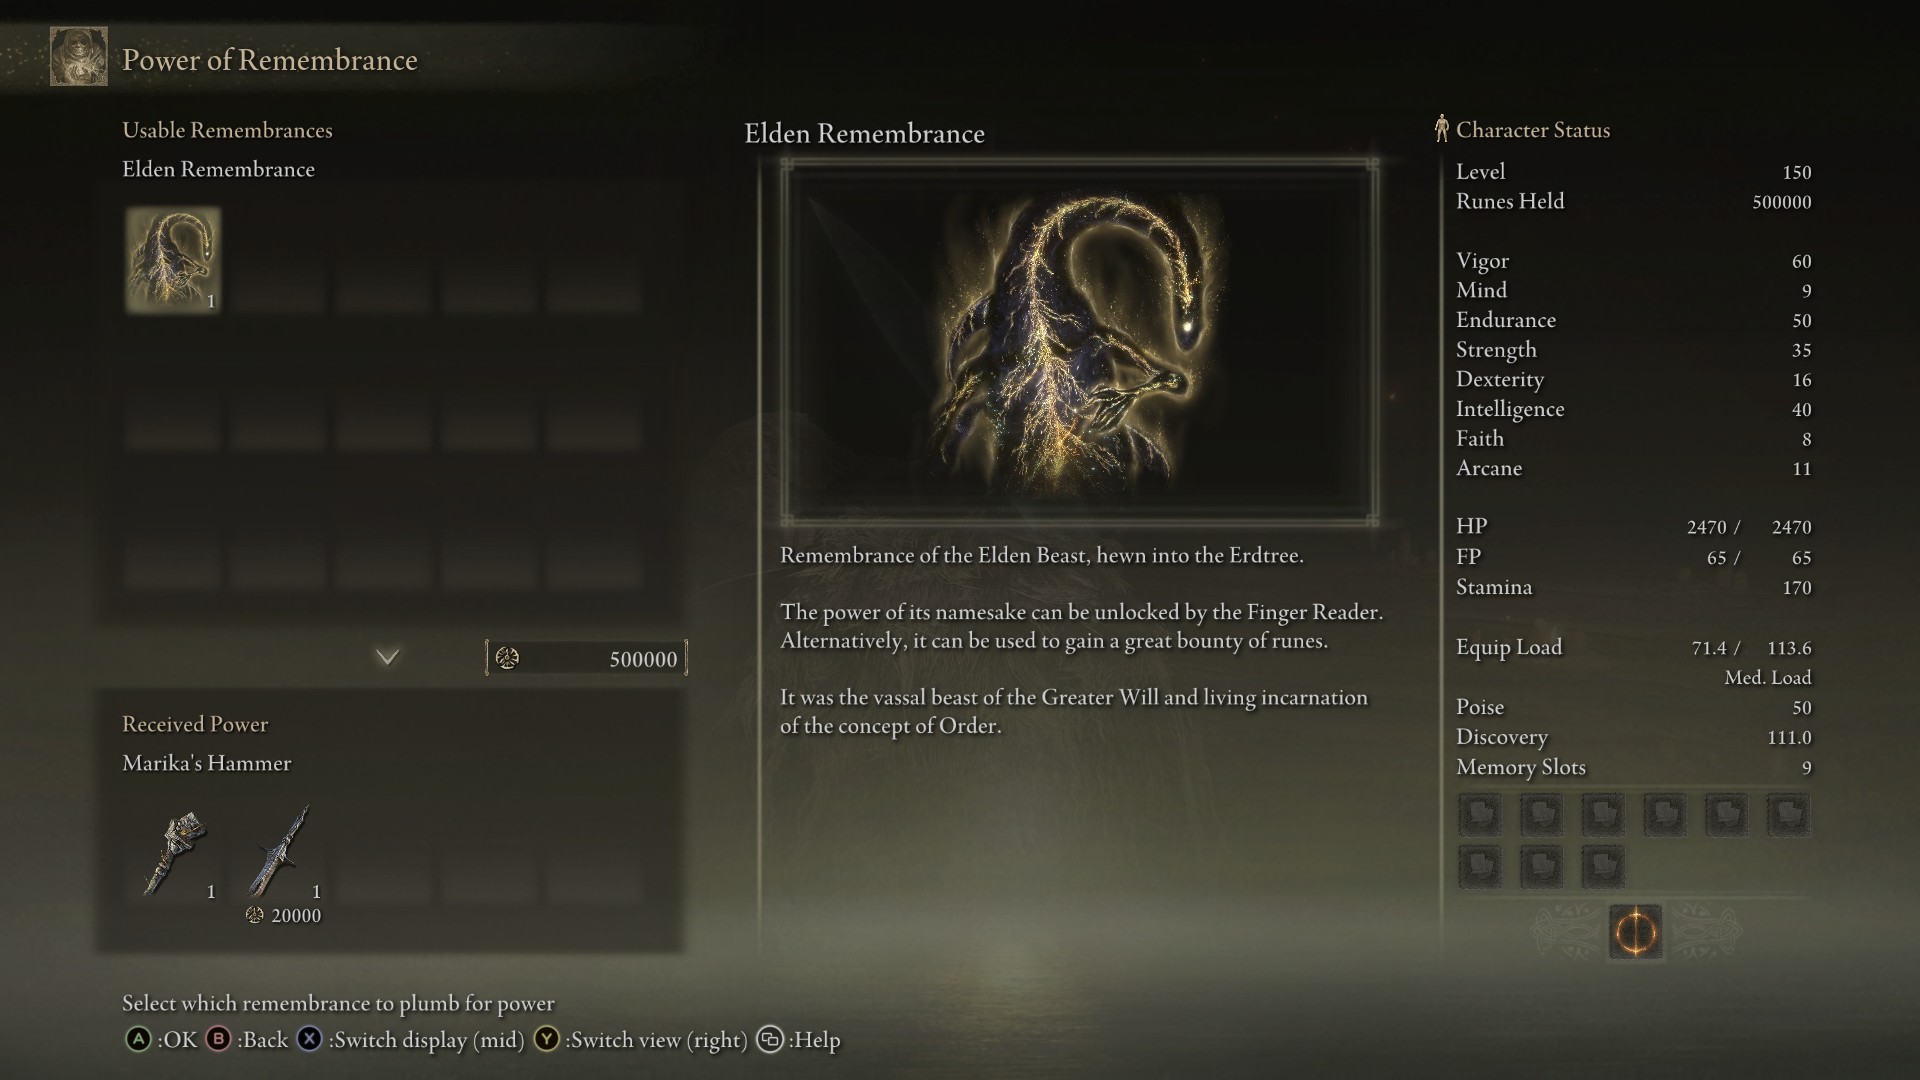 Power of Remembrance
Usable Remembrances
Elden Remembrance
1
500000
Received Power
Marika's Hammer
1
1
20000
Elden Remembrance
Remembrance of the Elden Beast, hewn into the Erdtree.
The power of its namesake can be unlocked by the Finger Reader.
Alternatively, it can be used to gain a great bounty of runes.
It was the vassal beast of the Greater Will and living incarnation
of the concept of Order.
Character Status
Level 150
Runes Held 500000
Vigor 60
Mind 9
Endurance 50
Strength 35
Dexterity 16
Intelligence 40
Faith 8
Arcane 11
HP 2470 / 2470
FP 65 / 65
Stamina 170
Equip Load 71.4 / 113.6
Med. Load
Poise 50
Discovery 111.0
Memory Slots 9
Select which remembrance to plumb for power
A :OK B :Back X :Switch display (mid) Y :Switch view (right) :Help